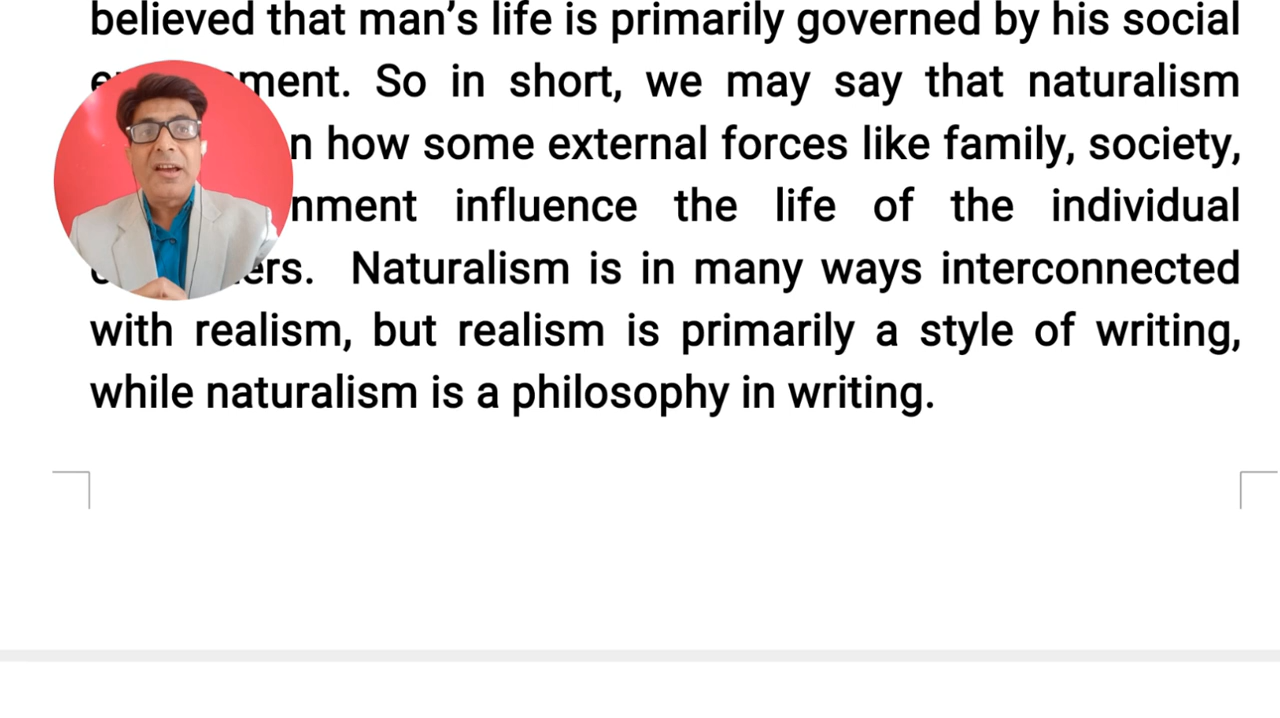 believed that man’s life is primarily governed by his social
ment. So in short, we may say that naturalism
n how some external forces like family, society,
nment influence the life of the individual
ers. Naturalism is in many ways interconnected
with realism, but realism is primarily a style of writing,
while naturalism is a philosophy in writing.